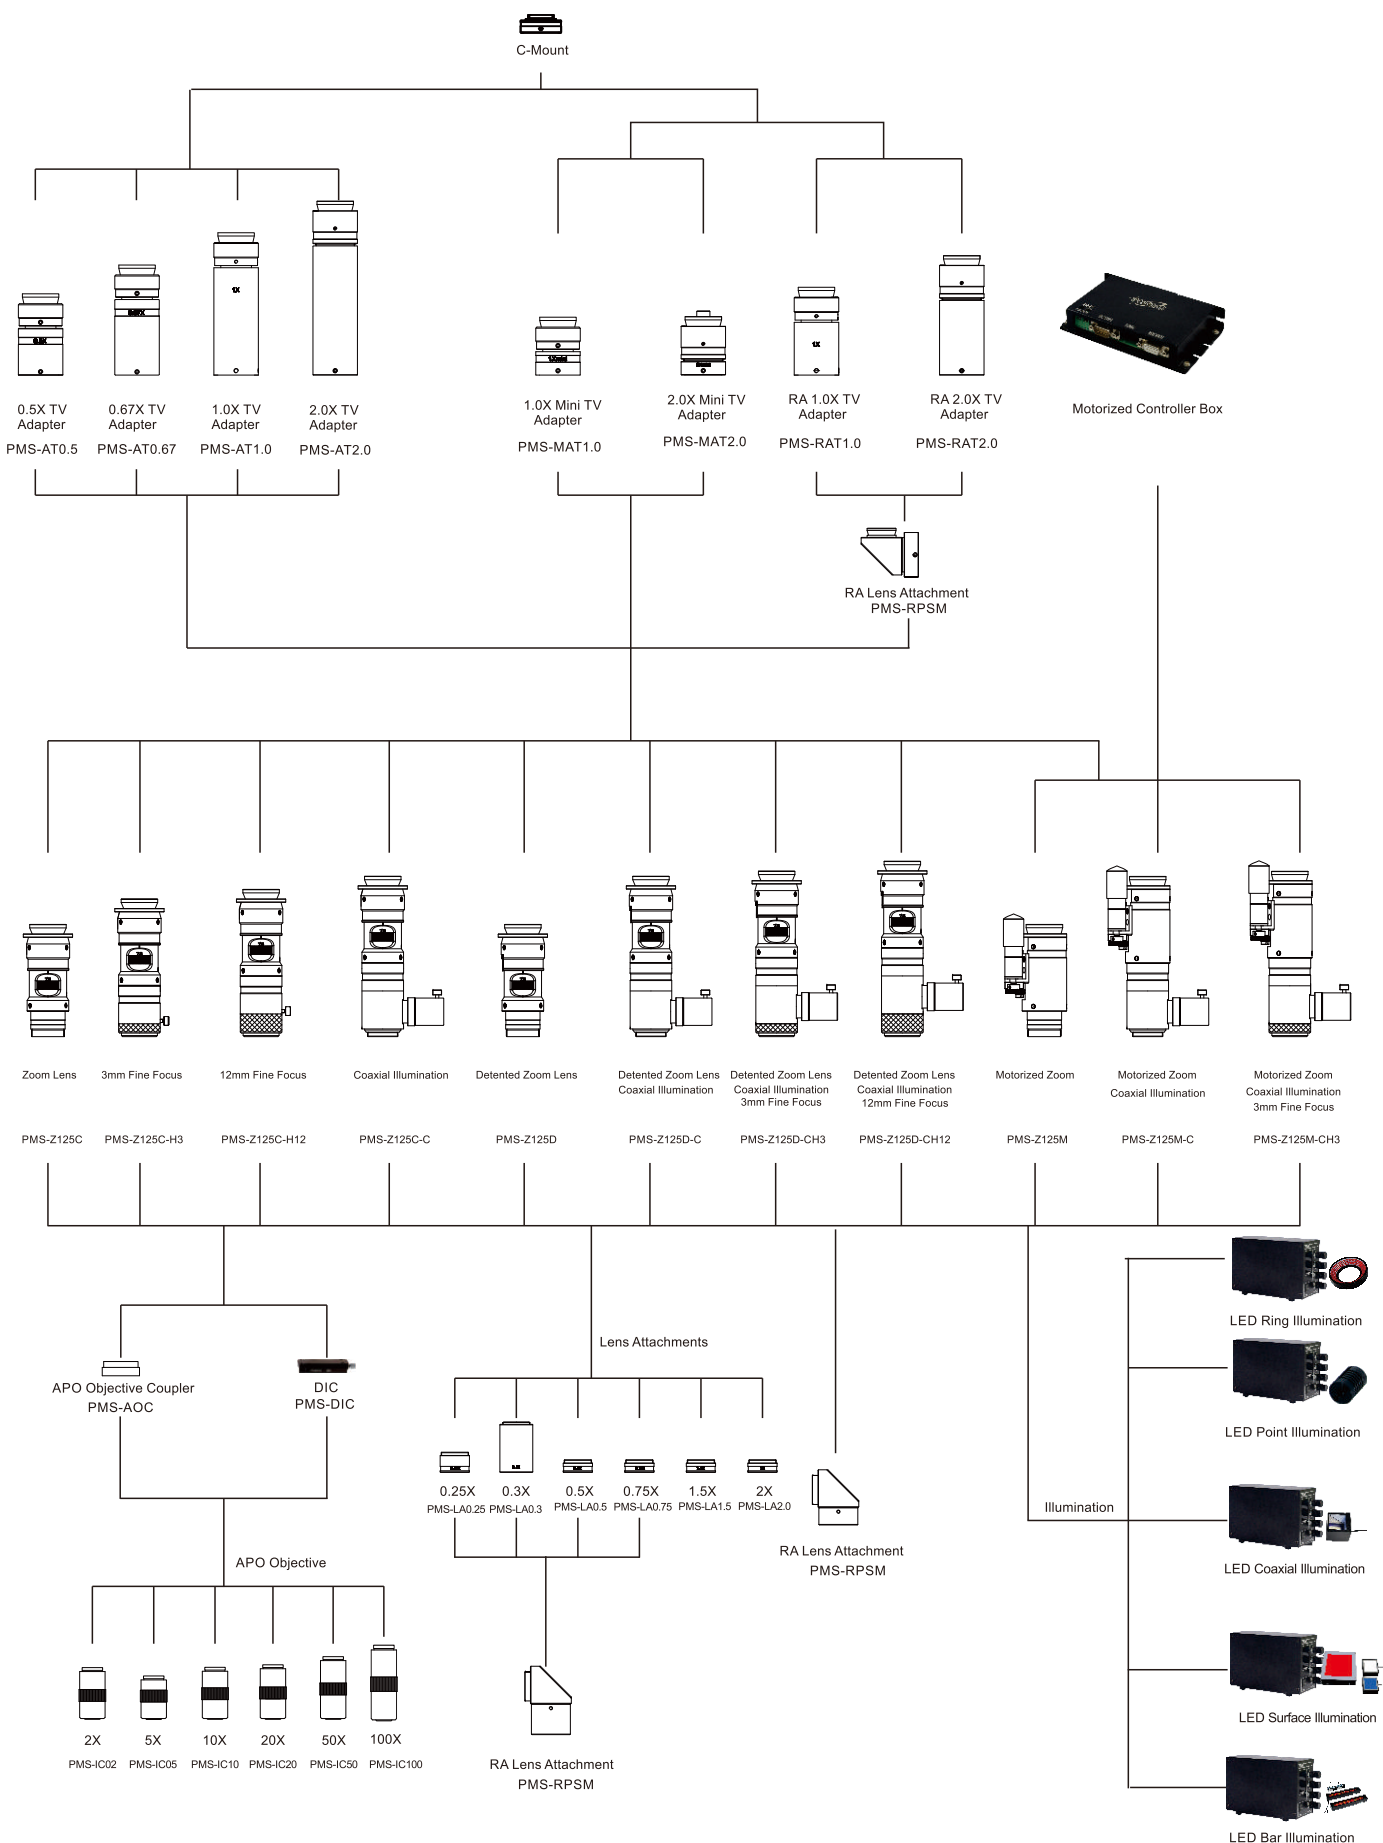 C-Mount
0.5X TV
Adapter
PMS-AT0.5
0.67X TV
Adapter
PMS-AT0.67
1X
1.0X TV
Adapter
PMS-AT1.0
2.0X TV
Adapter
PMS-AT2.0
1.0X Mini TV
Adapter
PMS-MAT1.0
2.0X Mini TV
Adapter
PMS-MAT2.0
1X
RA 1.0X TV
Adapter
PMS-RAT1.0
RA 2.0X TV
Adapter
PMS-RAT2.0
Motorized Controller Box
RA Lens Attachment
PMS-RPSM
Zoom Lens
PMS-Z125C
3mm Fine Focus
PMS-Z125C-H3
12mm Fine Focus
PMS-Z125C-H12
Coaxial Illumination
PMS-Z125C-C
Detented Zoom Lens
PMS-Z125D
Detented Zoom Lens
Coaxial Illumination
PMS-Z125D-C
Detented Zoom Lens
Coaxial Illumination
3mm Fine Focus
PMS-Z125D-CH3
Detented Zoom Lens
Coaxial Illumination
12mm Fine Focus
PMS-Z125D-CH12
Motorized Zoom
PMS-Z125M
Motorized Zoom
Coaxial Illumination
PMS-Z125M-C
Motorized Zoom
Coaxial Illumination
3mm Fine Focus
PMS-Z125M-CH3
APO Objective Coupler
PMS-AOC
DIC
PMS-DIC
APO Objective
2X
PMS-IC02
5X
PMS-IC05
10X
PMS-IC10
20X
PMS-IC20
50X
PMS-IC50
100X
PMS-IC100
Lens Attachments
0.25X
PMS-LA0.25
0.3X
PMS-LA0.3
0.5X
PMS-LA0.5
0.75X
PMS-LA0.75
1.5X
PMS-LA1.5
2X
PMS-LA2.0
RA Lens Attachment
PMS-RPSM
RA Lens Attachment
PMS-RPSM
Illumination
LED Ring Illumination
LED Point Illumination
LED Coaxial Illumination
LED Surface Illumination
LED Bar Illumination